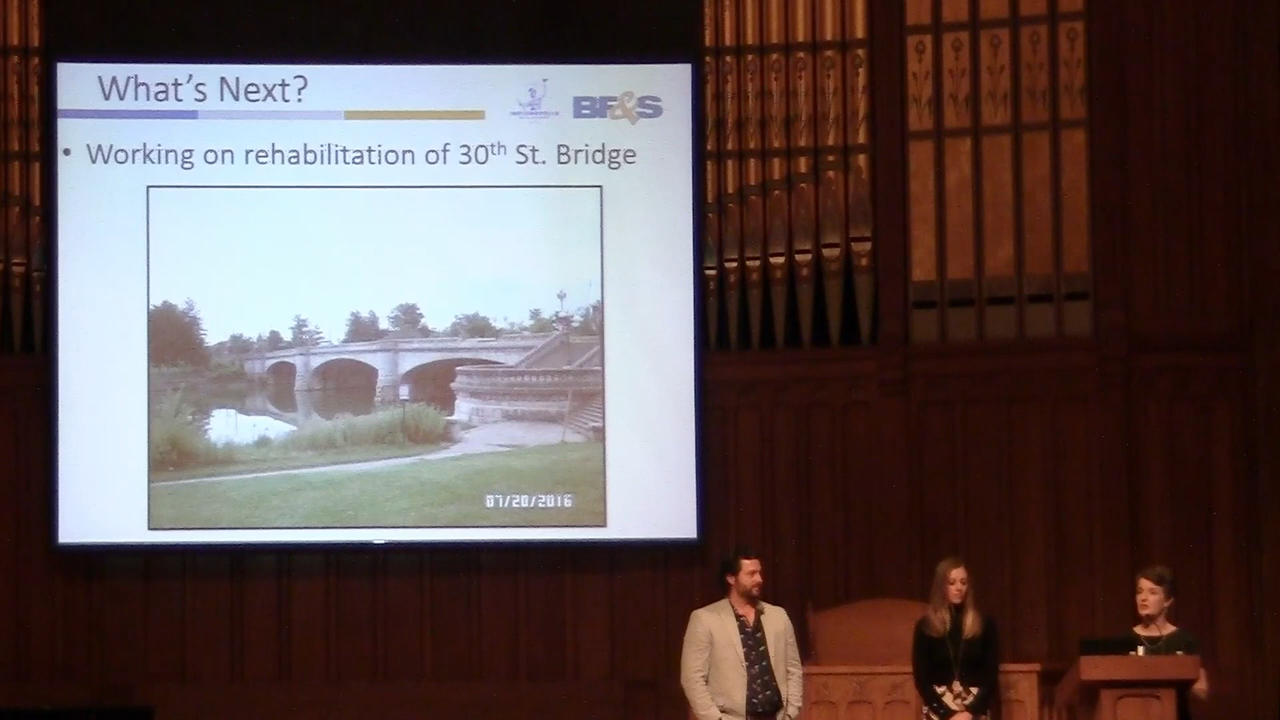 What's Next?
BF&S
• Working on rehabilitation of 30th St. Bridge
07/20/2016